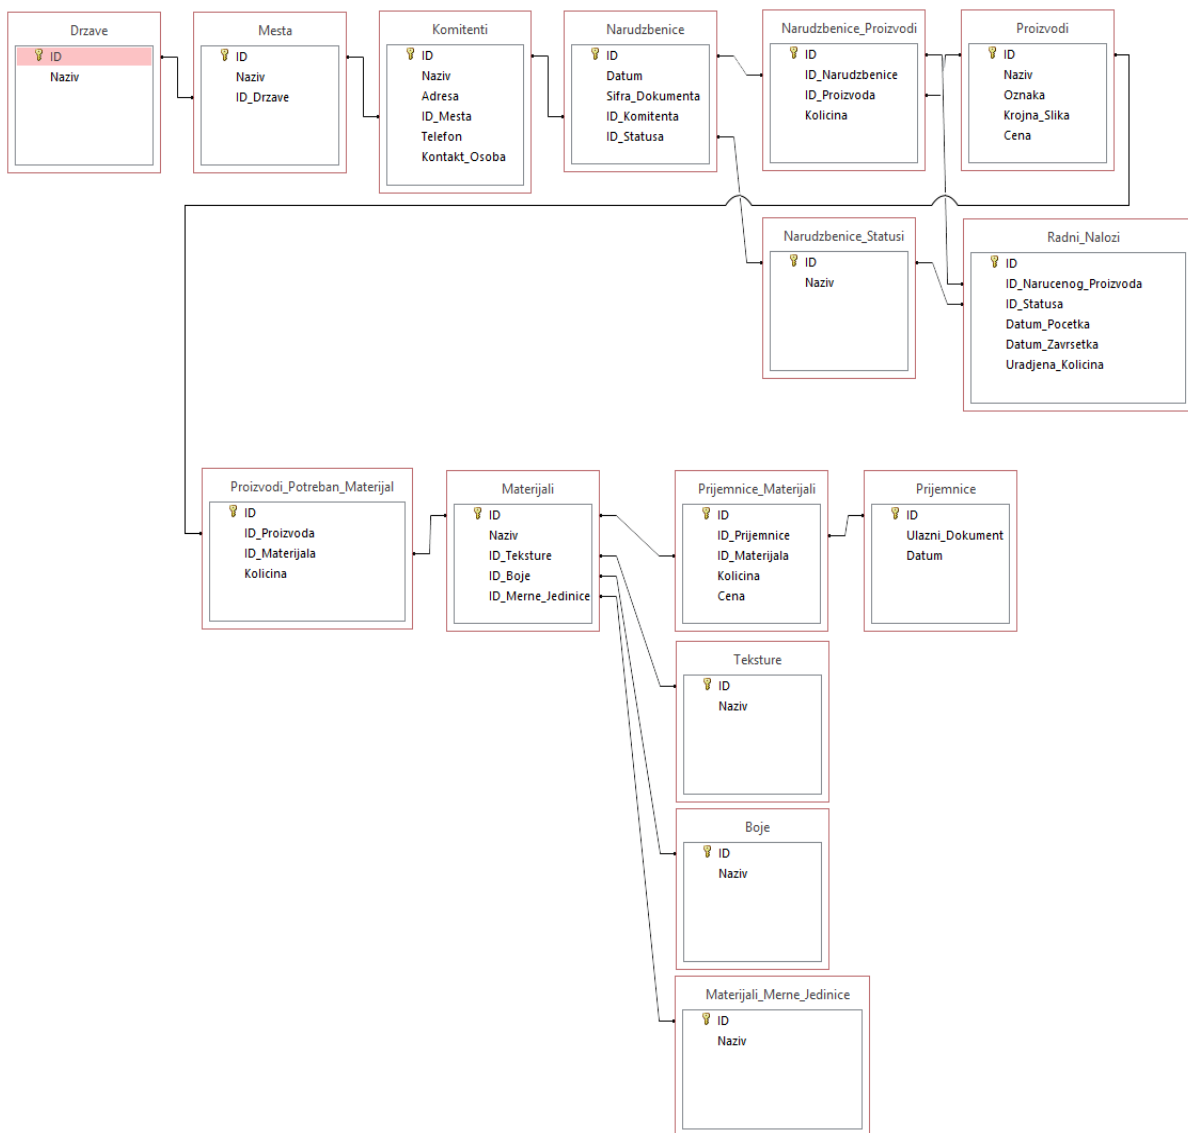 Drzave
ID
Naziv
Mesta
ID
Naziv
ID_Drzave
Komitenti
ID
Naziv
Adresa
ID_Mesta
Telefon
Kontakt_Osoba
Narudzbenice
ID
Datum
Sifra_Dokumenta
ID_Komitenta
ID_Statusa
Narudzbenice_Proizvodi
ID
ID_Narudzbenice
ID_Proizvoda
Kolicina
Proizvodi
ID
Naziv
Oznaka
Krojna_Slika
Cena
Narudzbenice_Statusi
ID
Naziv
Radni_Nalozi
ID
ID_Narucenog_Proizvoda
ID_Statusa
Datum_Pocetka
Datum_Zavrsetka
Uradjena_Kolicina
Proizvodi_Potreban_Materijal
ID
ID_Proizvoda
ID_Materijala
Kolicina
Materijali
ID
Naziv
ID_Teksture
ID_Boje
ID_Merne_Jedinice
Prijemnice_Materijali
ID
ID_Prijemnice
ID_Materijala
Kolicina
Cena
Prijemnice
ID
Ulazni_Dokument
Datum
Teksture
ID
Naziv
Boje
ID
Naziv
Materijali_Merne_Jedinice
ID
Naziv